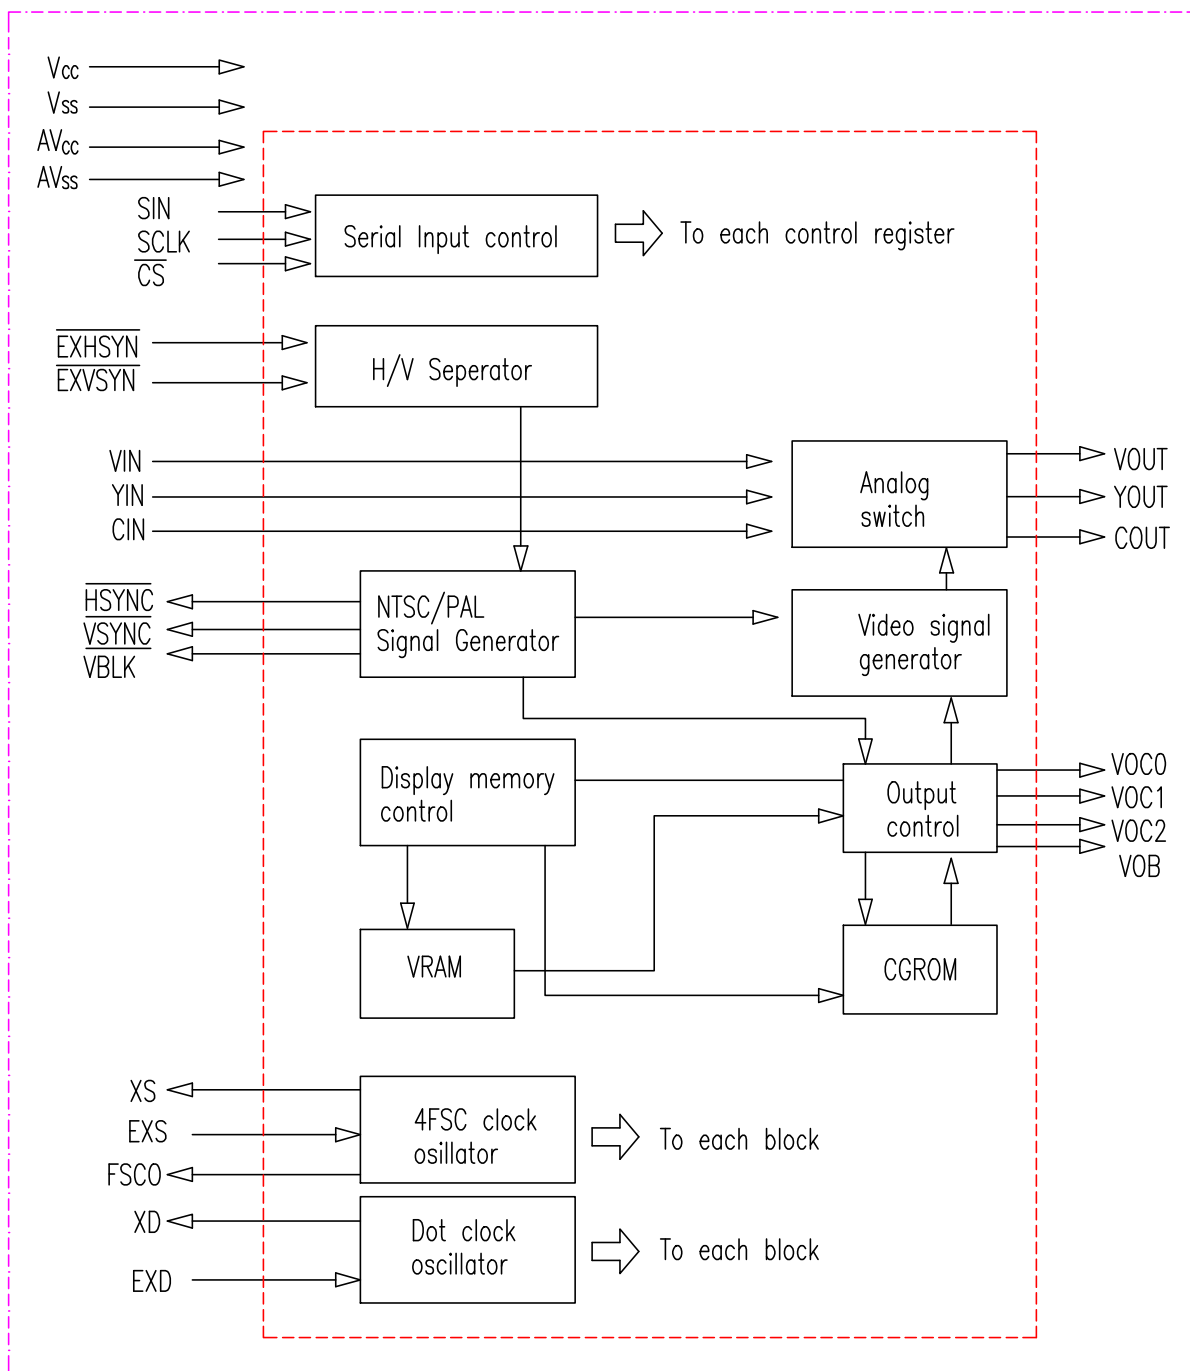 Vcc
Vss
AVcc
AVss
SIN
SCLK
CS
Serial Input control
To each control register
EXHSYN
EXVSYN
H/V Seperator
VIN
YIN
CIN
Analog
switch
VOUT
YOUT
COUT
HSYNC
VSYNC
VBLK
NTSC/PAL
Signal Generator
Video signal
generator
Display memory
control
Output
control
VOC0
VOC1
VOC2
VOB
VRAM
CGROM
XS
EXS
FSCO
4FSC clock
osillator
To each block
XD
EXD
Dot clock
oscillator
To each block